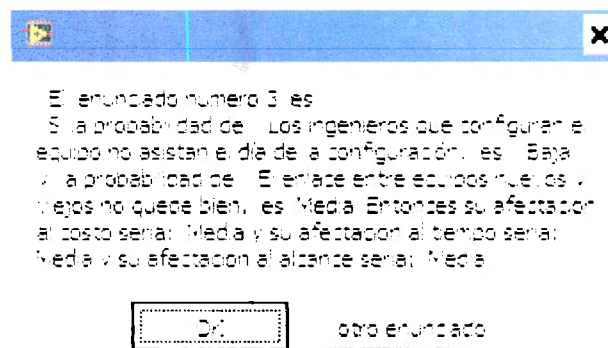 El enunciado numero 3 es
Si la probabilidad de Los ingenieros que configuran el
equipo no asistan el día de la configuración, es Baja
y la probabilidad de El enlace entre equipos nuevos y
viejos no quede bien, es Media Entonces su afectacion
al costo seria: Media y su afectacion al tiempo seria:
Media y su afectacion al alcance seria: Media
OK otro enunciado